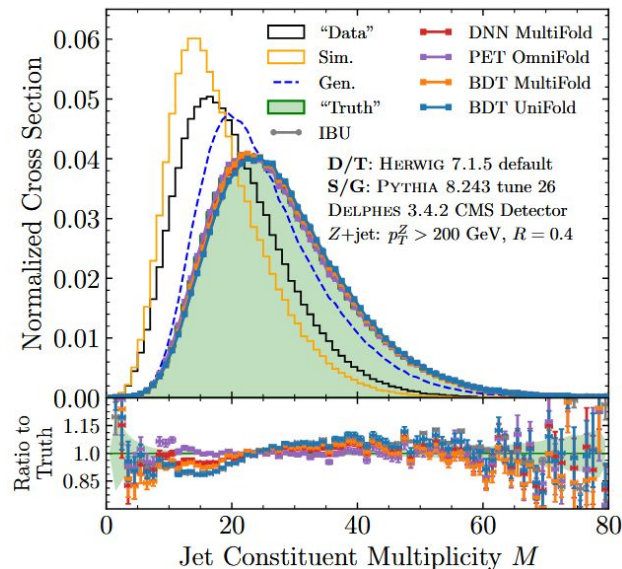 Normalized Cross Section
0.06
0.05
0.04
0.03
0.02
0.01
0.00
“Data”
Sim.
Gen.
“Truth”
IBU
DNN MultiFold
PET OmniFold
BDT MultiFold
BDT UniFold
D/T: HERWIG 7.1.5 default
S/G: PYTHIA 8.243 tune 26
DELPHES 3.4.2 CMS Detector
Z+jet: p_T^Z > 200 GeV, R = 0.4
Ratio to
Truth
1.15
1.0
0.85
0 20 40 60 80
Jet Constituent Multiplicity M